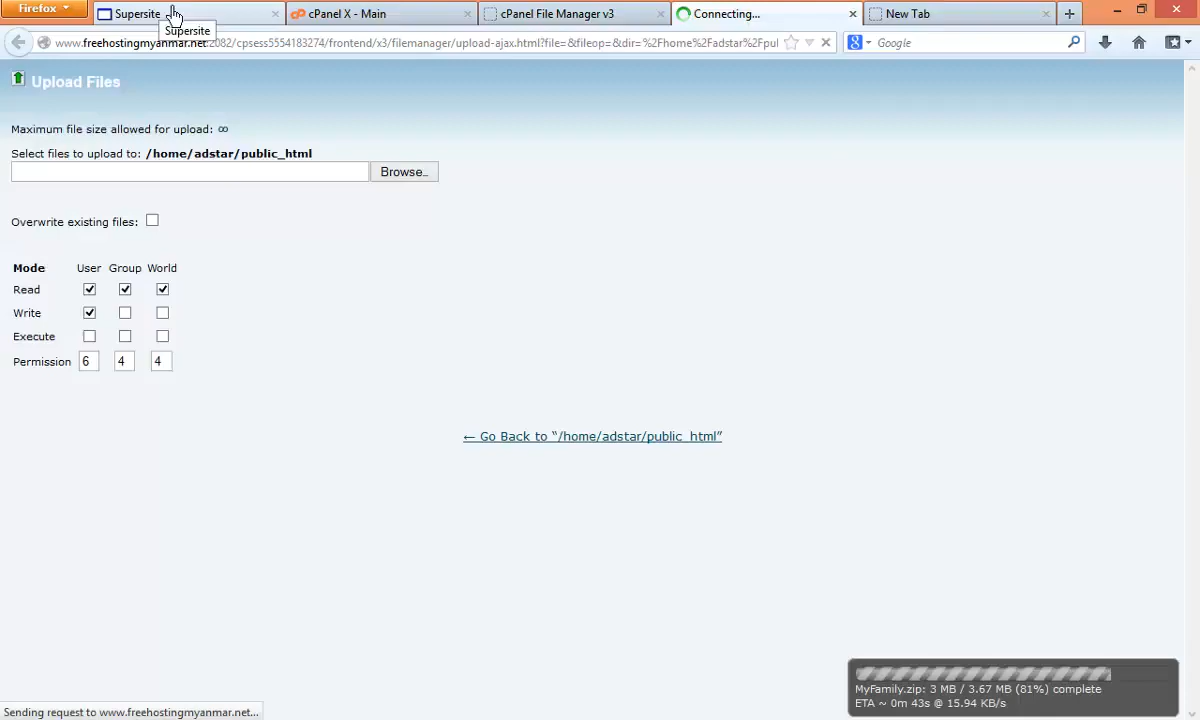 Firefox
Supersite
cPanel X - Main
cPanel File Manager v3
Connecting...
New Tab
Supersite
www.freehostingmyanmar.net:2082/cpsess5554183274/frontend/x3/filemanager/upload-ajax.html?file=&fileop=&dir=%2Fhome%2Fadstar%2Fpul
Google
Upload Files
Maximum file size allowed for upload: ∞
Select files to upload to: /home/adstar/public_html
Browse..
Overwrite existing files:
Mode User Group World
Read
Write
Execute
Permission 6 4 4
← Go Back to “/home/adstar/public_html”
MyFamily.zip: 3 MB / 3.67 MB (81%) complete
ETA ~ 0m 43s @ 15.94 KB/s
Sending request to www.freehostingmyanmar.net...